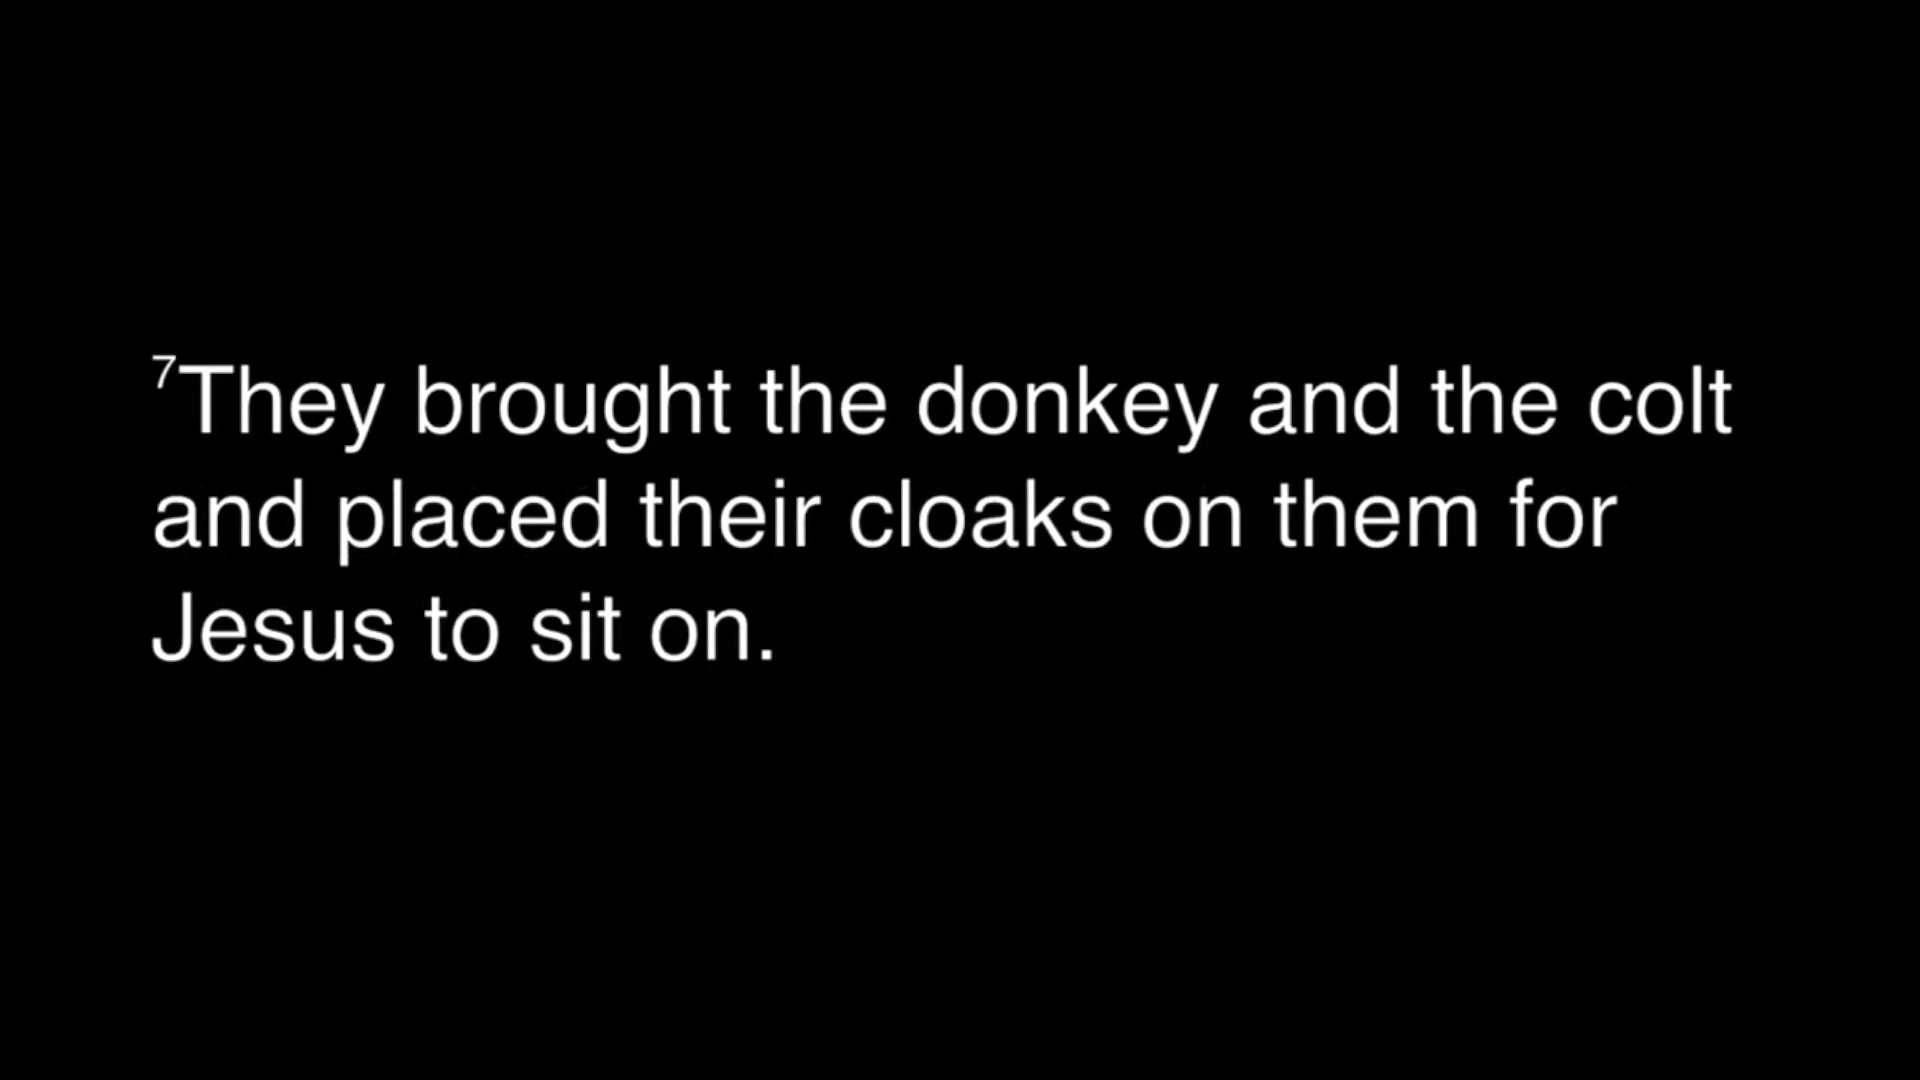 7They brought the donkey and the colt
and placed their cloaks on them for
Jesus to sit on.